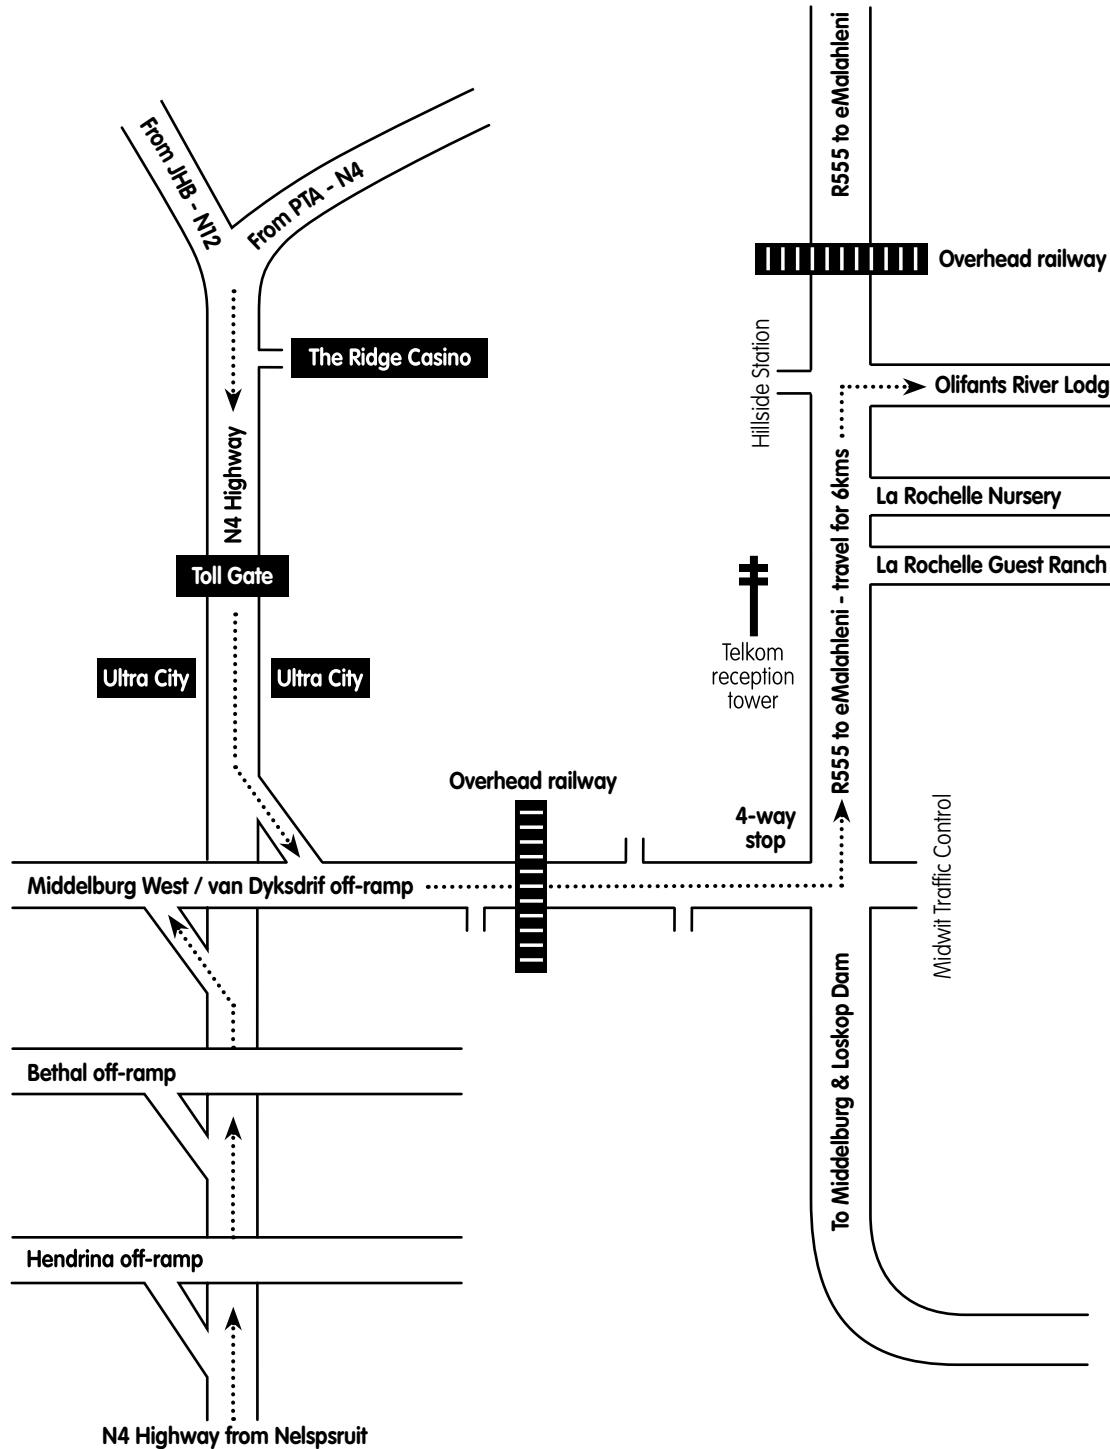 R555 to eMalahleni
From JHB - N12
From PTA - N4
Overhead railway
The Ridge Casino
Hillside Station
Olifants River Lodg
N4 Highway
R555 to eMalahleni - travel for 6kms
La Rochelle Nursery
La Rochelle Guest Ranch
Toll Gate
Ultra City
Ultra City
Telkom
reception
tower
Overhead railway
4-way
stop
Midwit Traffic Control
Middelburg West / van Dyksdrif off-ramp
To Middelburg & Loskop Dam
Bethal off-ramp
Hendrina off-ramp
N4 Highway from Nelspsruit